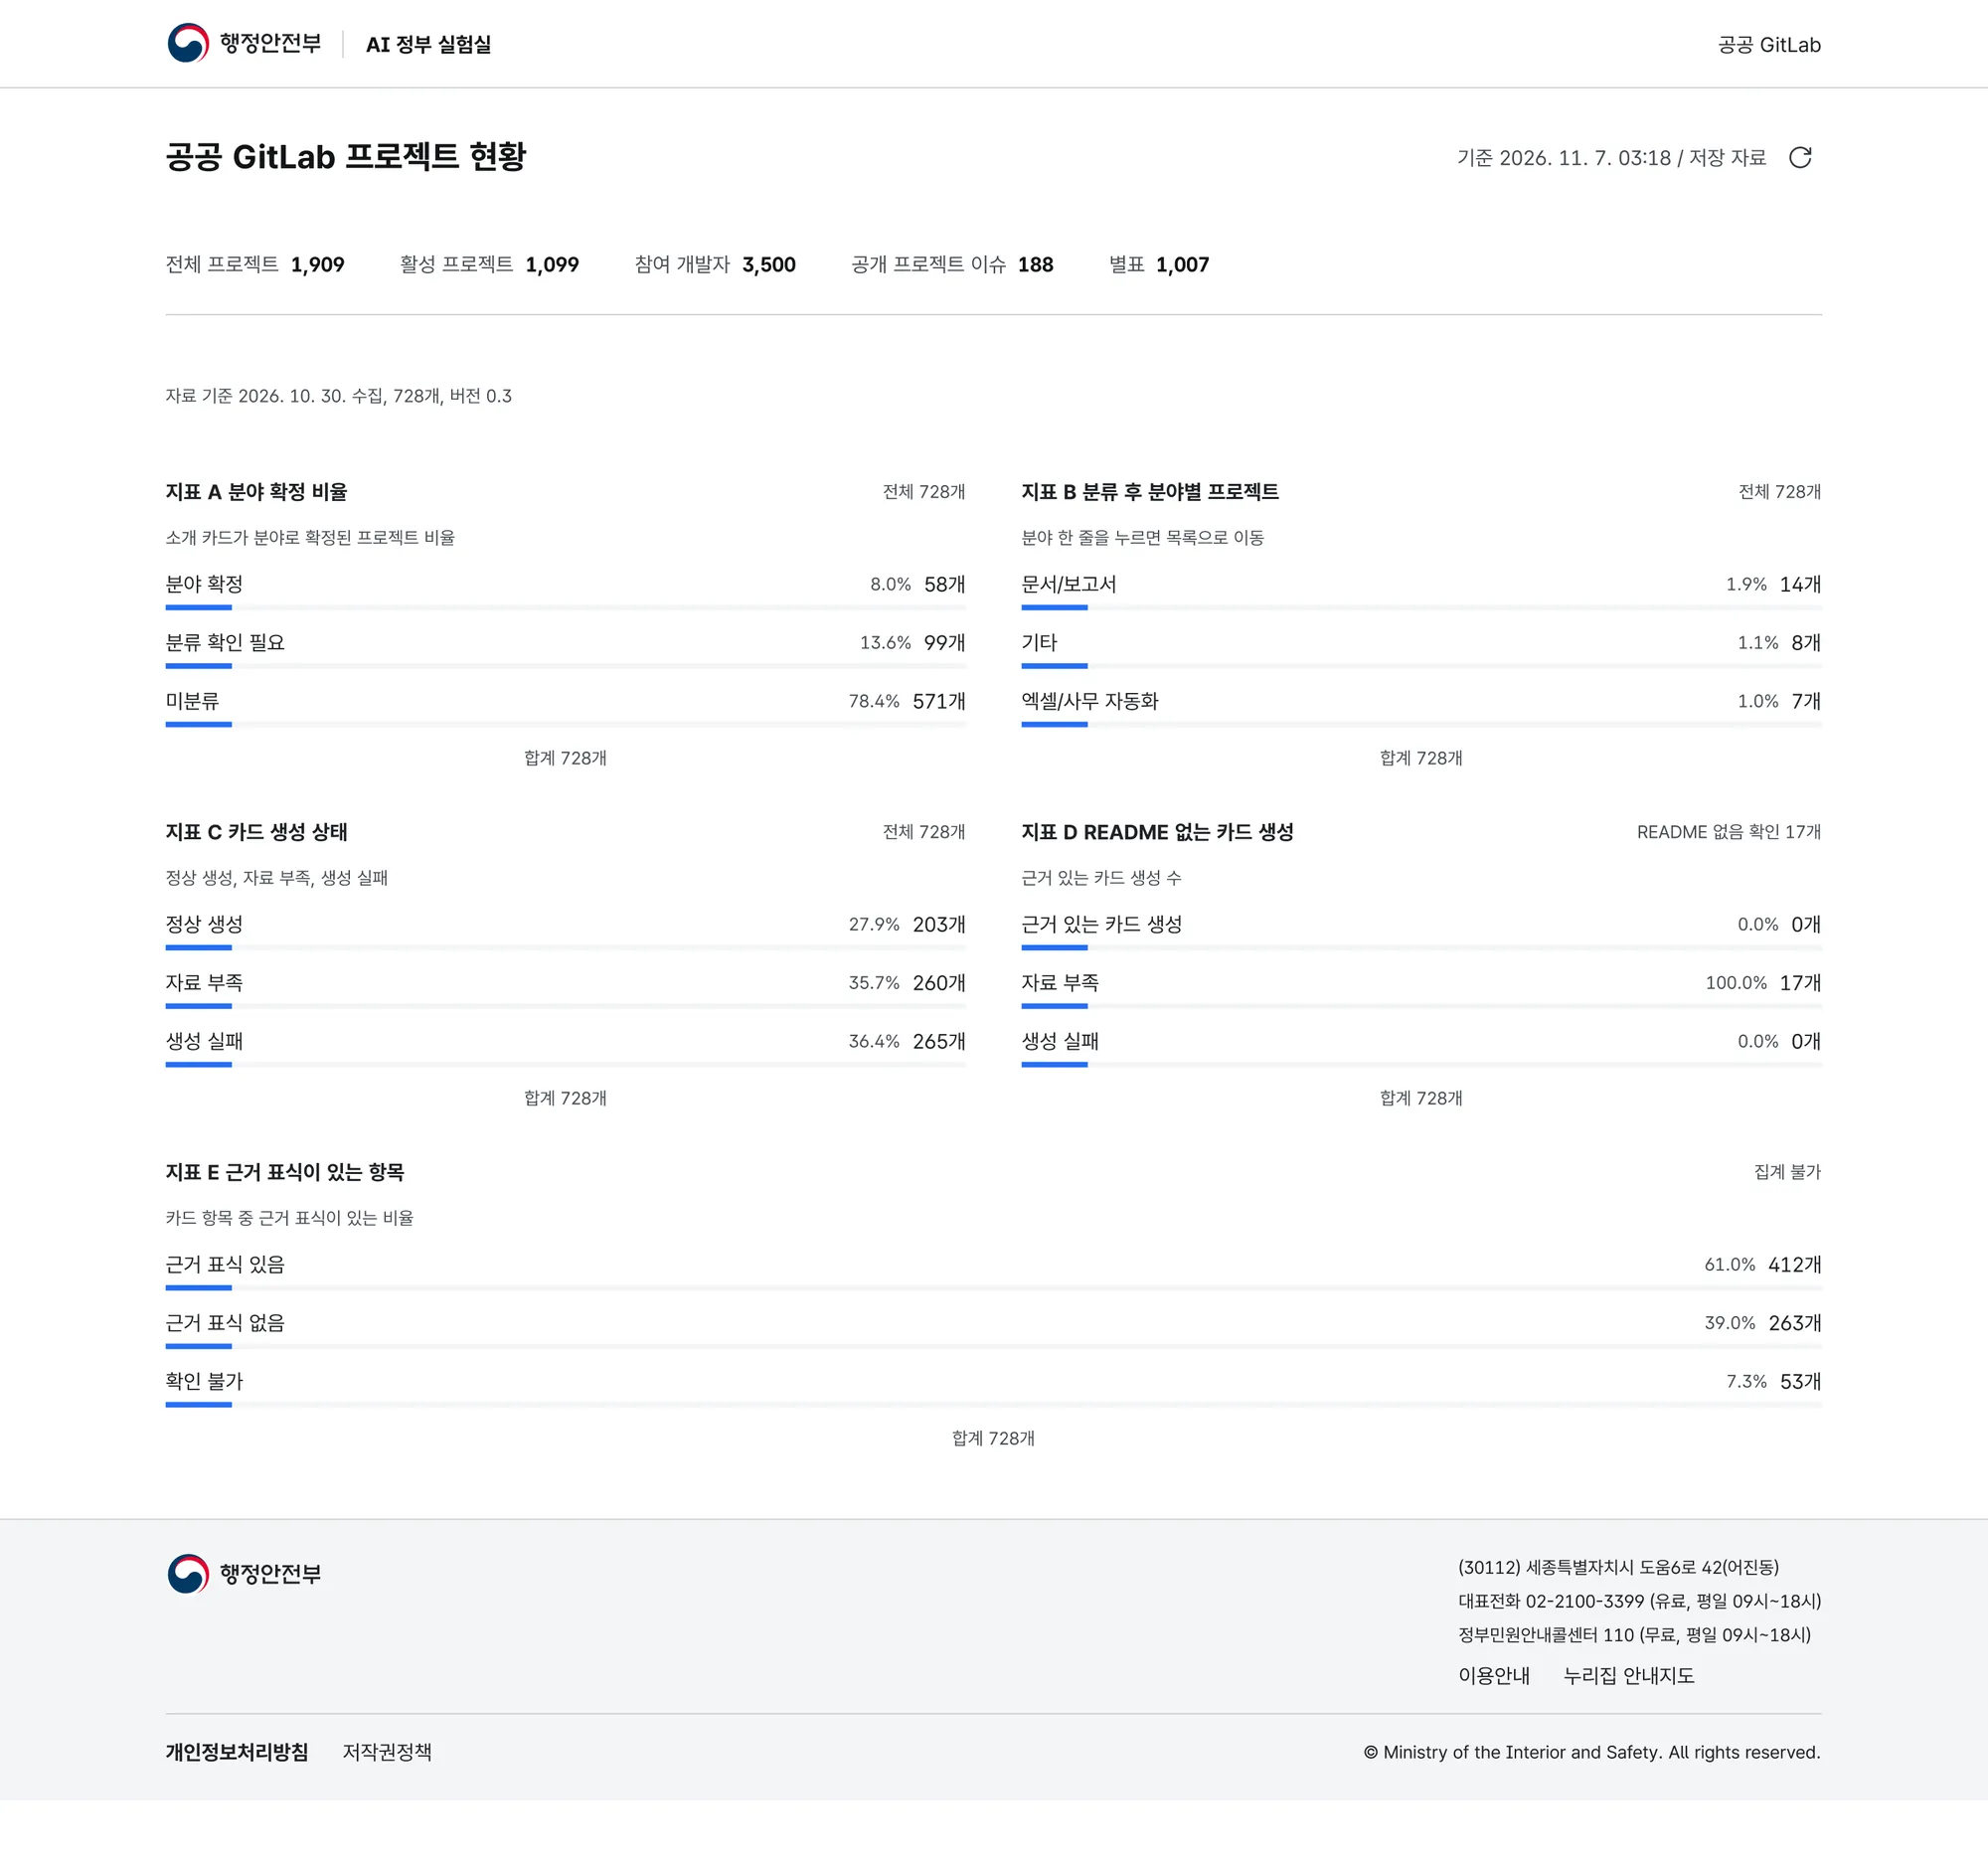 행정안전부 AI 정부 실험실 공공 GitLab
공공 GitLab 프로젝트 현황 기준 2026. 11. 7. 03:18 / 저장 자료
전체 프로젝트 1,909 활성 프로젝트 1,099 참여 개발자 3,500 공개 프로젝트 이슈 188 별표 1,007
자료 기준 2026. 10. 30. 수집, 728개, 버전 0.3
지표 A 분야 확정 비율 전체 728개
소개 카드가 분야로 확정된 프로젝트 비율
분야 확정 8.0% 58개
분류 확인 필요 13.6% 99개
미분류 78.4% 571개
합계 728개
지표 B 분류 후 분야별 프로젝트 전체 728개
분야 한 줄을 누르면 목록으로 이동
문서/보고서 1.9% 14개
기타 1.1% 8개
엑셀/사무 자동화 1.0% 7개
합계 728개
지표 C 카드 생성 상태 전체 728개
정상 생성, 자료 부족, 생성 실패
정상 생성 27.9% 203개
자료 부족 35.7% 260개
생성 실패 36.4% 265개
합계 728개
지표 D README 없는 카드 생성 README 없음 확인 17개
근거 있는 카드 생성 수
근거 있는 카드 생성 0.0% 0개
자료 부족 100.0% 17개
생성 실패 0.0% 0개
합계 728개
지표 E 근거 표식이 있는 항목 집계 불가
카드 항목 중 근거 표식이 있는 비율
근거 표식 있음 61.0% 412개
근거 표식 없음 39.0% 263개
확인 불가 7.3% 53개
합계 728개
행정안전부
(30112) 세종특별자치시 도움6로 42(어진동)
대표전화 02-2100-3399 (유료, 평일 09시~18시)
정부민원안내콜센터 110 (무료, 평일 09시~18시)
이용안내 누리집 안내지도
개인정보처리방침 저작권정책 © Ministry of the Interior and Safety. All rights reserved.